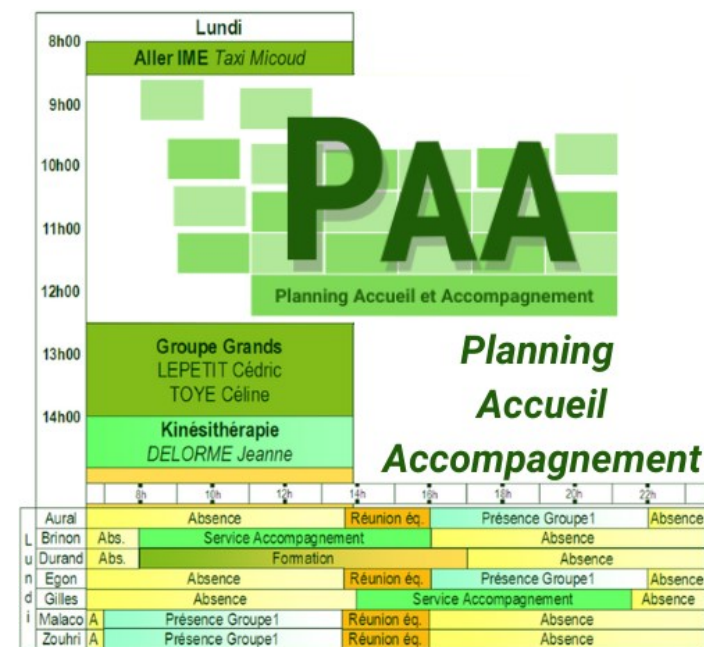 Lundi
8h00
Aller IME Taxi Micoud
9h00
10h00
11h00
12h00
PAA
Planning Accueil et Accompagnement
13h00
Groupe Grands
LEPETIT Cédric
TOYE Céline
14h00
Kinésithérapie
DELORME Jeanne
Planning
Accueil
Accompagnement
8h 10h 12h 14h 16h 18h 20h 22h
Lundi
Aural Absence Réunion éq. Présence Groupe1 Absence
Brinon Abs. Service Accompagnement Absence
Durand Abs. Formation Absence
Egon Absence Réunion éq. Présence Groupe1 Absence
Gilles Absence Service Accompagnement Absence
Malaco A Présence Groupe1 Réunion éq. Absence
Zouhri A Présence Groupe1 Réunion éq. Absence